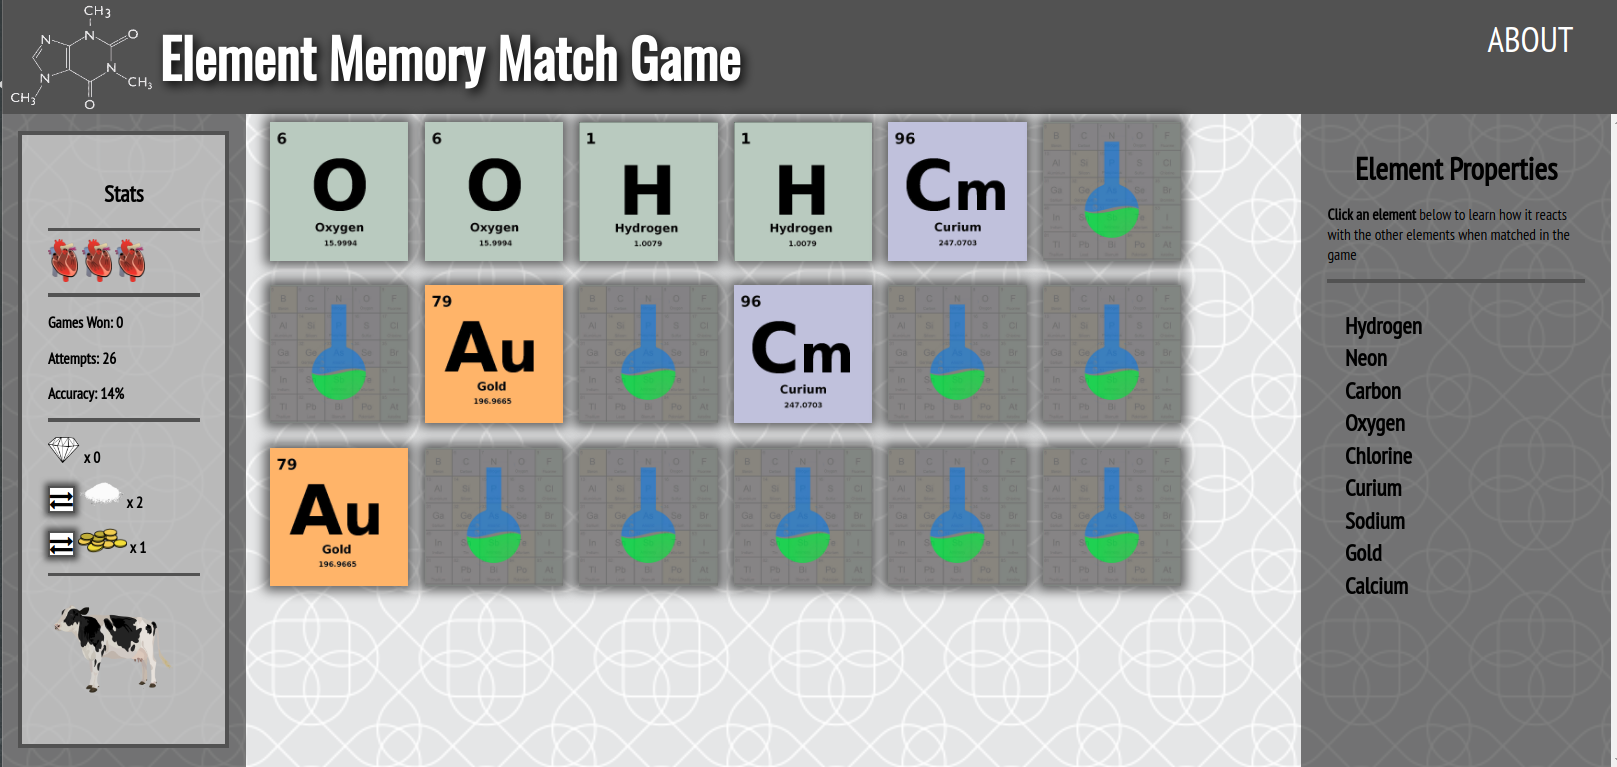 CH3
N
N
O
N
N
CH3
CH3
O
Element Memory Match Game
ABOUT
Stats
Games Won: 0
Attempts: 26
Accuracy: 14%
x 0
x 2
x 1
6
O
Oxygen
15.9994
6
O
Oxygen
15.9994
1
H
Hydrogen
1.0079
1
H
Hydrogen
1.0079
96
Cm
Curium
247.0703
79
Au
Gold
196.9665
96
Cm
Curium
247.0703
79
Au
Gold
196.9665
Element Properties
Click an element below to learn how it reacts
with the other elements when matched in the
game
Hydrogen
Neon
Carbon
Oxygen
Chlorine
Curium
Sodium
Gold
Calcium